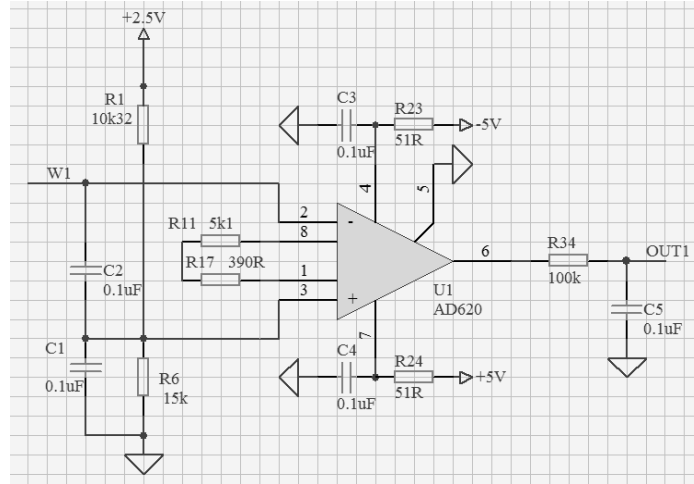 +2.5V
R1
10k32
C3
0.1uF
R23
51R
-5V
4
5
W1
2
-
8
R11 5k1
R17 390R
1
3
+
6
R34
100k
OUT1
U1
AD620
C2
0.1uF
C5
0.1uF
7
C1
0.1uF
R6
15k
C4
0.1uF
R24
51R
+5V